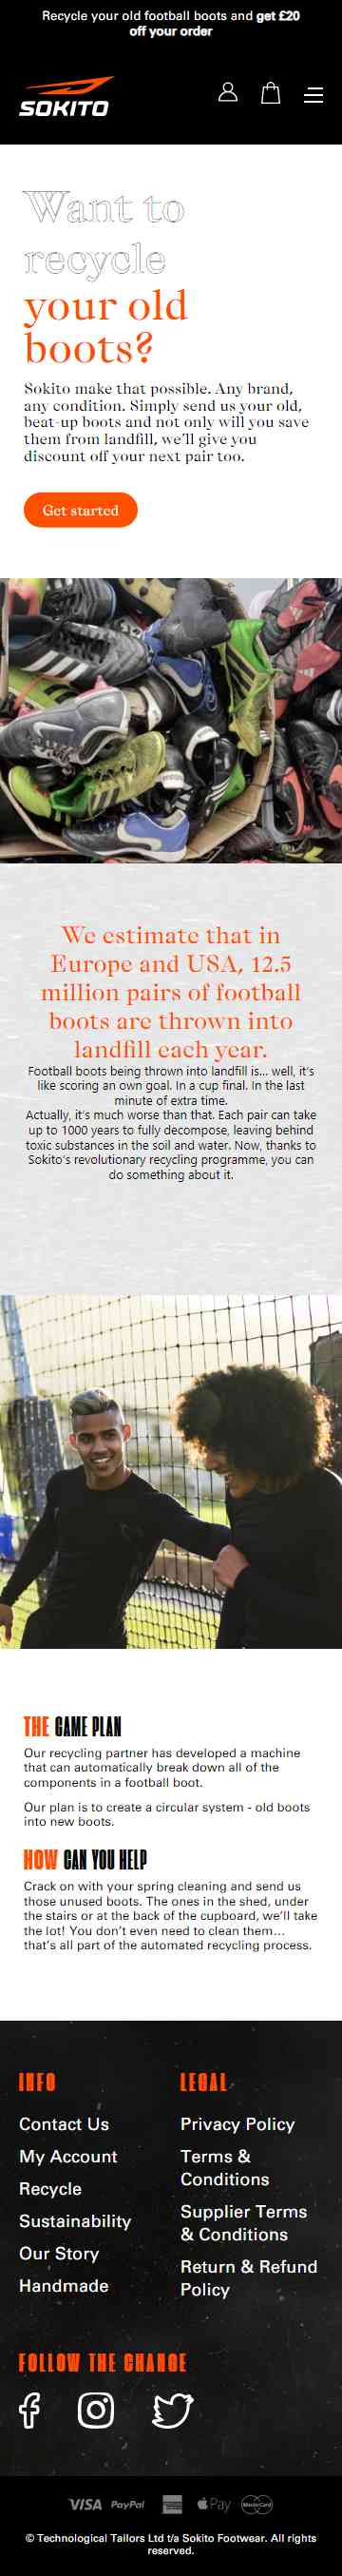 Recycle your old football boots and get £20
off your order
SOKITO
Want to
recycle
your old
boots?
Sokito make that possible. Any brand,
any condition. Simply send us your old,
beat-up boots and not only will you save
them from landfill, we'll give you
discount off your next pair too.
Get started
We estimate that in
Europe and USA, 12.5
million pairs of football
boots are thrown into
landfill each year.
Football boots being thrown into landfill is... well, it's
like scoring an own goal. In a cup final. In the last
minute of extra time.
Actually, it's much worse than that. Each pair can take
up to 1000 years to fully decompose, leaving behind
toxic substances in the soil and water. Now, thanks to
Sokito's revolutionary recycling programme, you can
do something about it.
THE GAME PLAN
Our recycling partner has developed a machine
that can automatically break down all of the
components in a football boot.
Our plan is to create a circular system - old boots
into new boots.
HOW CAN YOU HELP
Crack on with your spring cleaning and send us
those unused boots. The ones in the shed, under
the stairs or at the back of the cupboard, we'll take
the lot! You don't even need to clean them...
that's all part of the automated recycling process.
INFO
Contact Us
My Account
Recycle
Sustainability
Our Story
Handmade
LEGAL
Privacy Policy
Terms &
Conditions
Supplier Terms
& Conditions
Return & Refund
Policy
FOLLOW THE CHANGE
VISA PayPal Pay MasterCard
© Technological Tailors Ltd t/a Sokito Footwear. All rights
reserved.